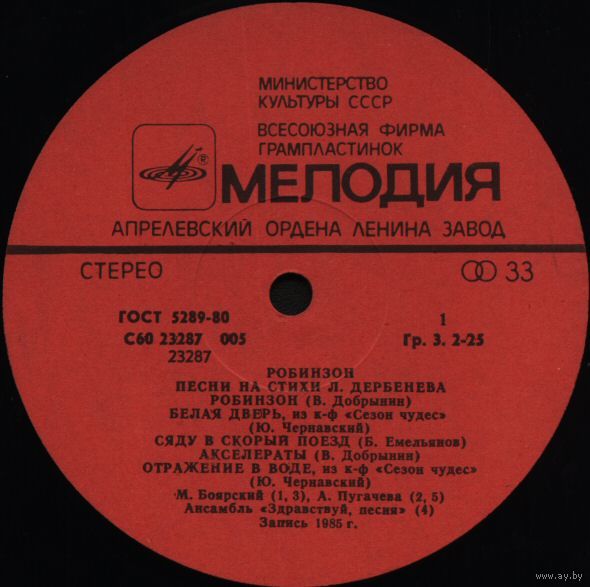 МИНИСТЕРСТВО
КУЛЬТУРЫ СССР
ВСЕСОЮЗНАЯ ФИРМА
ГРАМПЛАСТИНОК
®
МЕЛОДИЯ
АПРЕЛЕВСКИЙ ОРДЕНА ЛЕНИНА ЗАВОД
СТЕРЕО 33
ГОСТ 5289-80 1
С60 23287 005 Гр. 3. 2-25
23287
РОБИНЗОН
ПЕСНИ НА СТИХИ Л. ДЕРБЕНЕВА
РОБИНЗОН (В. Добрынин)
БЕЛАЯ ДВЕРЬ, из к-ф «Сезон чудес»
(Ю. Чернавский)
СЯДУ В СКОРЫЙ ПОЕЗД (Б. Емельянов)
АКСЕЛЕРАТЫ (В. Добрынин)
ОТРАЖЕНИЕ В ВОДЕ, из к-ф «Сезон чудес»
(Ю. Чернавский)
М. Боярский (1, 3), А. Пугачева (2, 5)
Ансамбль «Здравствуй, песня» (4)
Запись 1985 г.
www.ay.by